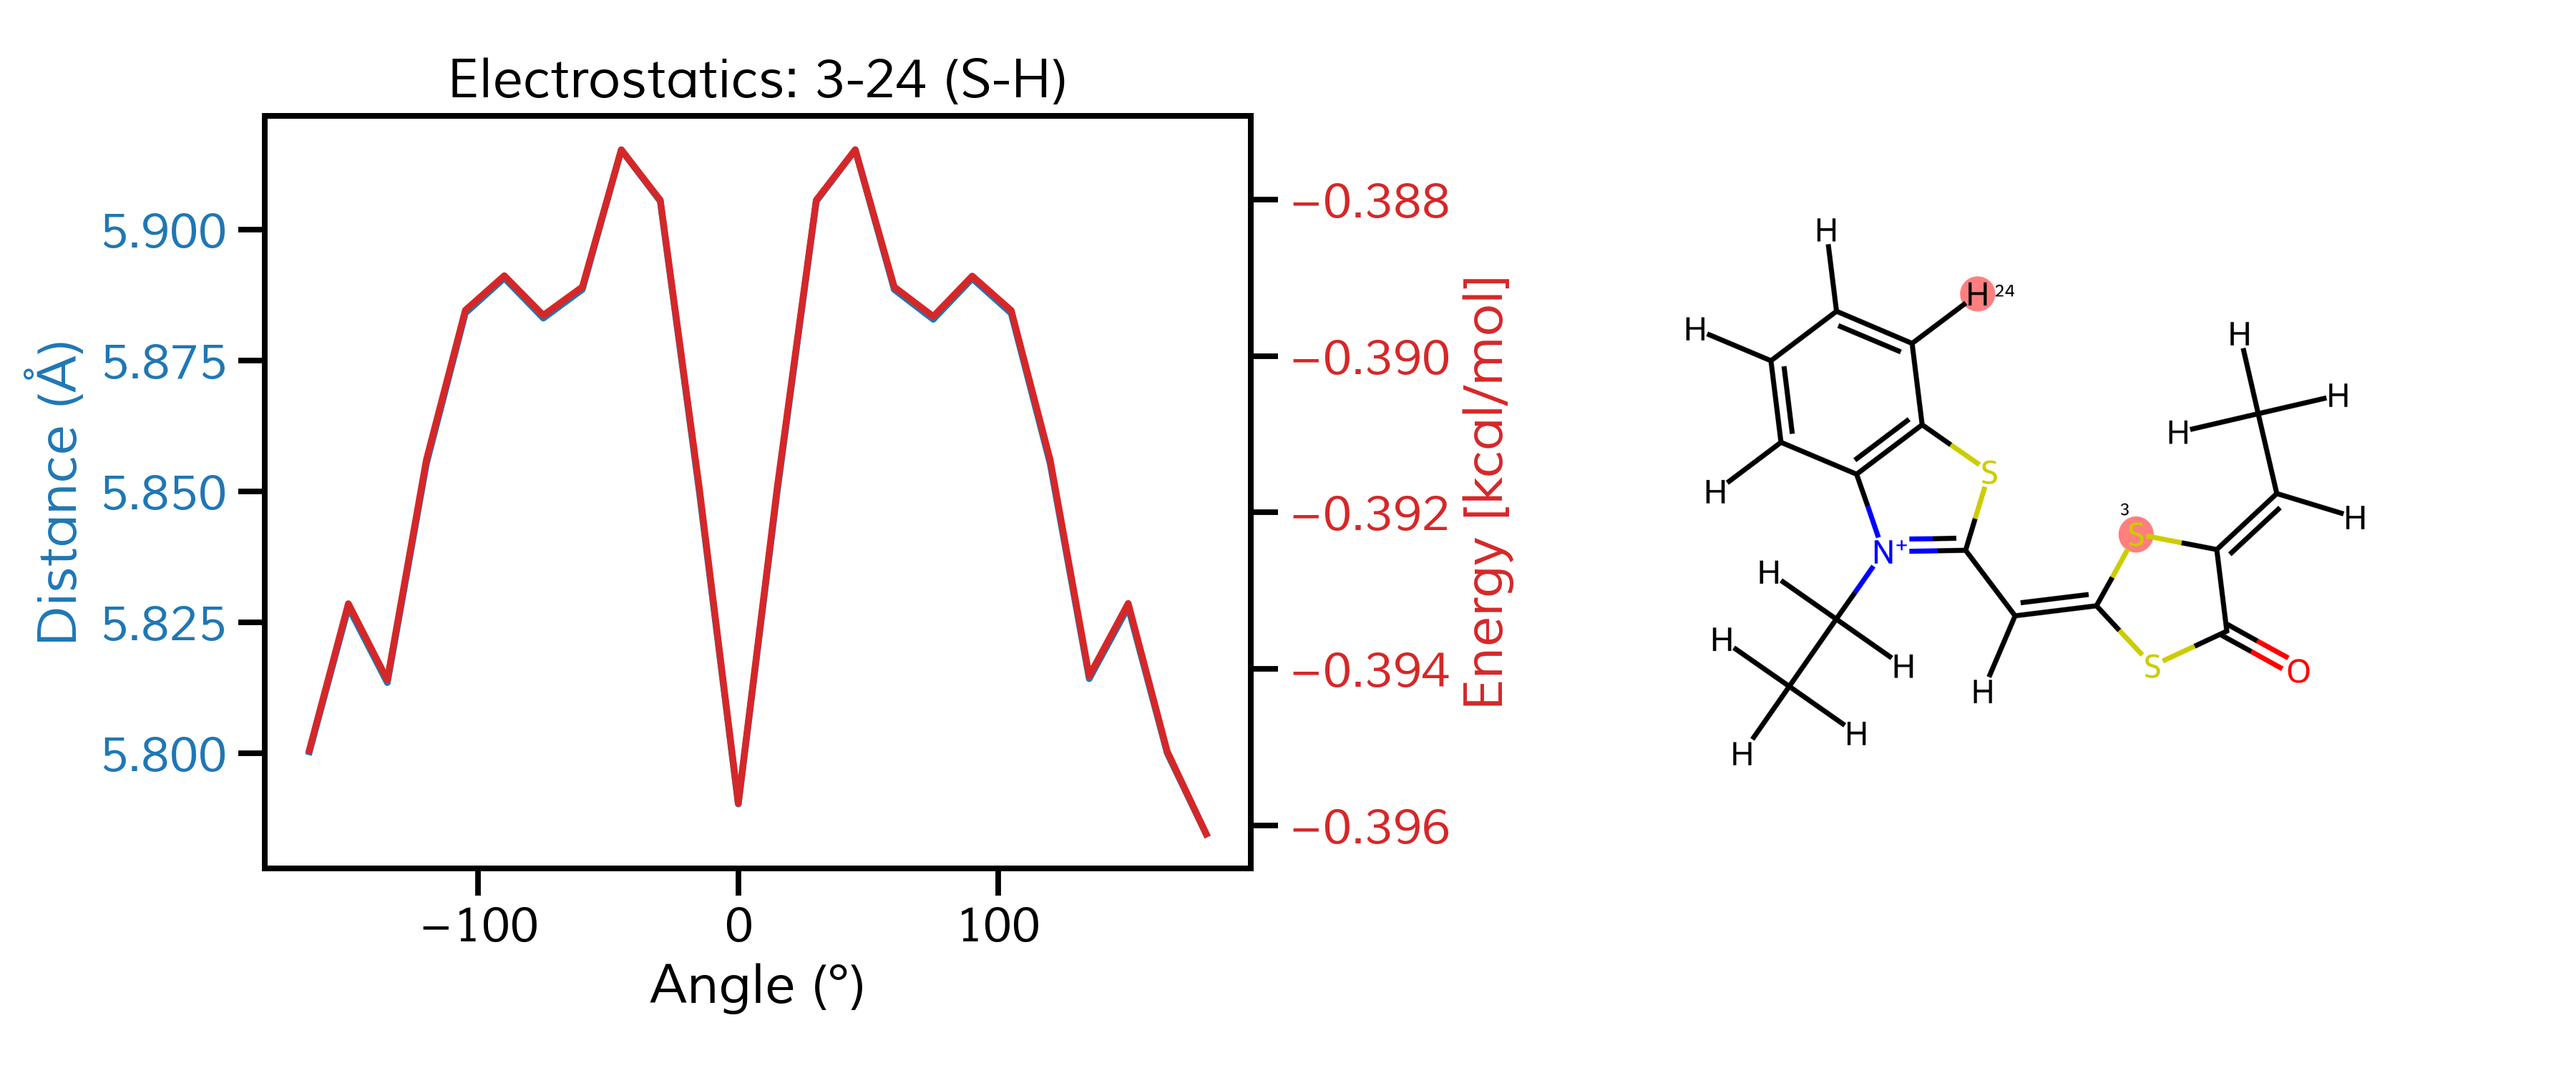 Electrostatics: 3-24 (S-H)
Distance (Å)
5.900
5.875
5.850
5.825
5.800
−100
0
100
Angle (°)
−0.388
−0.390
−0.392
−0.394
−0.396
Energy [kcal/mol]
H
H 24
H
H
H
H
S
3
S
H
H
N+
H
H
H
S
O
H
H
H